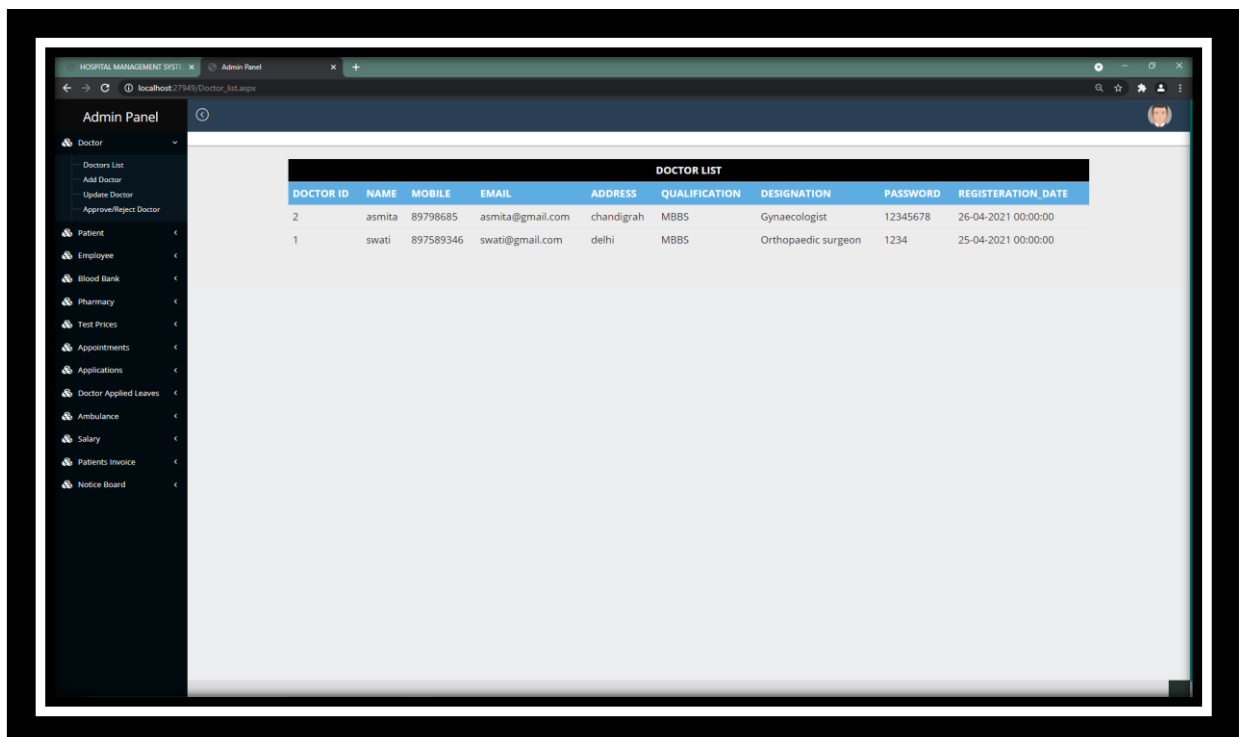 HOSPITAL MANAGEMENT SYSTE
Admin Panel
localhost:27949/Doctor_list.aspx
Admin Panel
Doctor
Doctors List
Add Doctor
Update Doctor
Approve/Reject Doctor
Patient
Employee
Blood Bank
Pharmacy
Test Prices
Appointments
Applications
Doctor Applied Leaves
Ambulance
Salary
Patients Invoice
Notice Board
DOCTOR LIST
DOCTOR ID NAME MOBILE EMAIL ADDRESS QUALIFICATION DESIGNATION PASSWORD REGISTERATION_DATE
2 asmita 89798685 asmita@gmail.com chandigrah MBBS Gynaecologist 12345678 26-04-2021 00:00:00
1 swati 897589346 swati@gmail.com delhi MBBS Orthopaedic surgeon 1234 25-04-2021 00:00:00